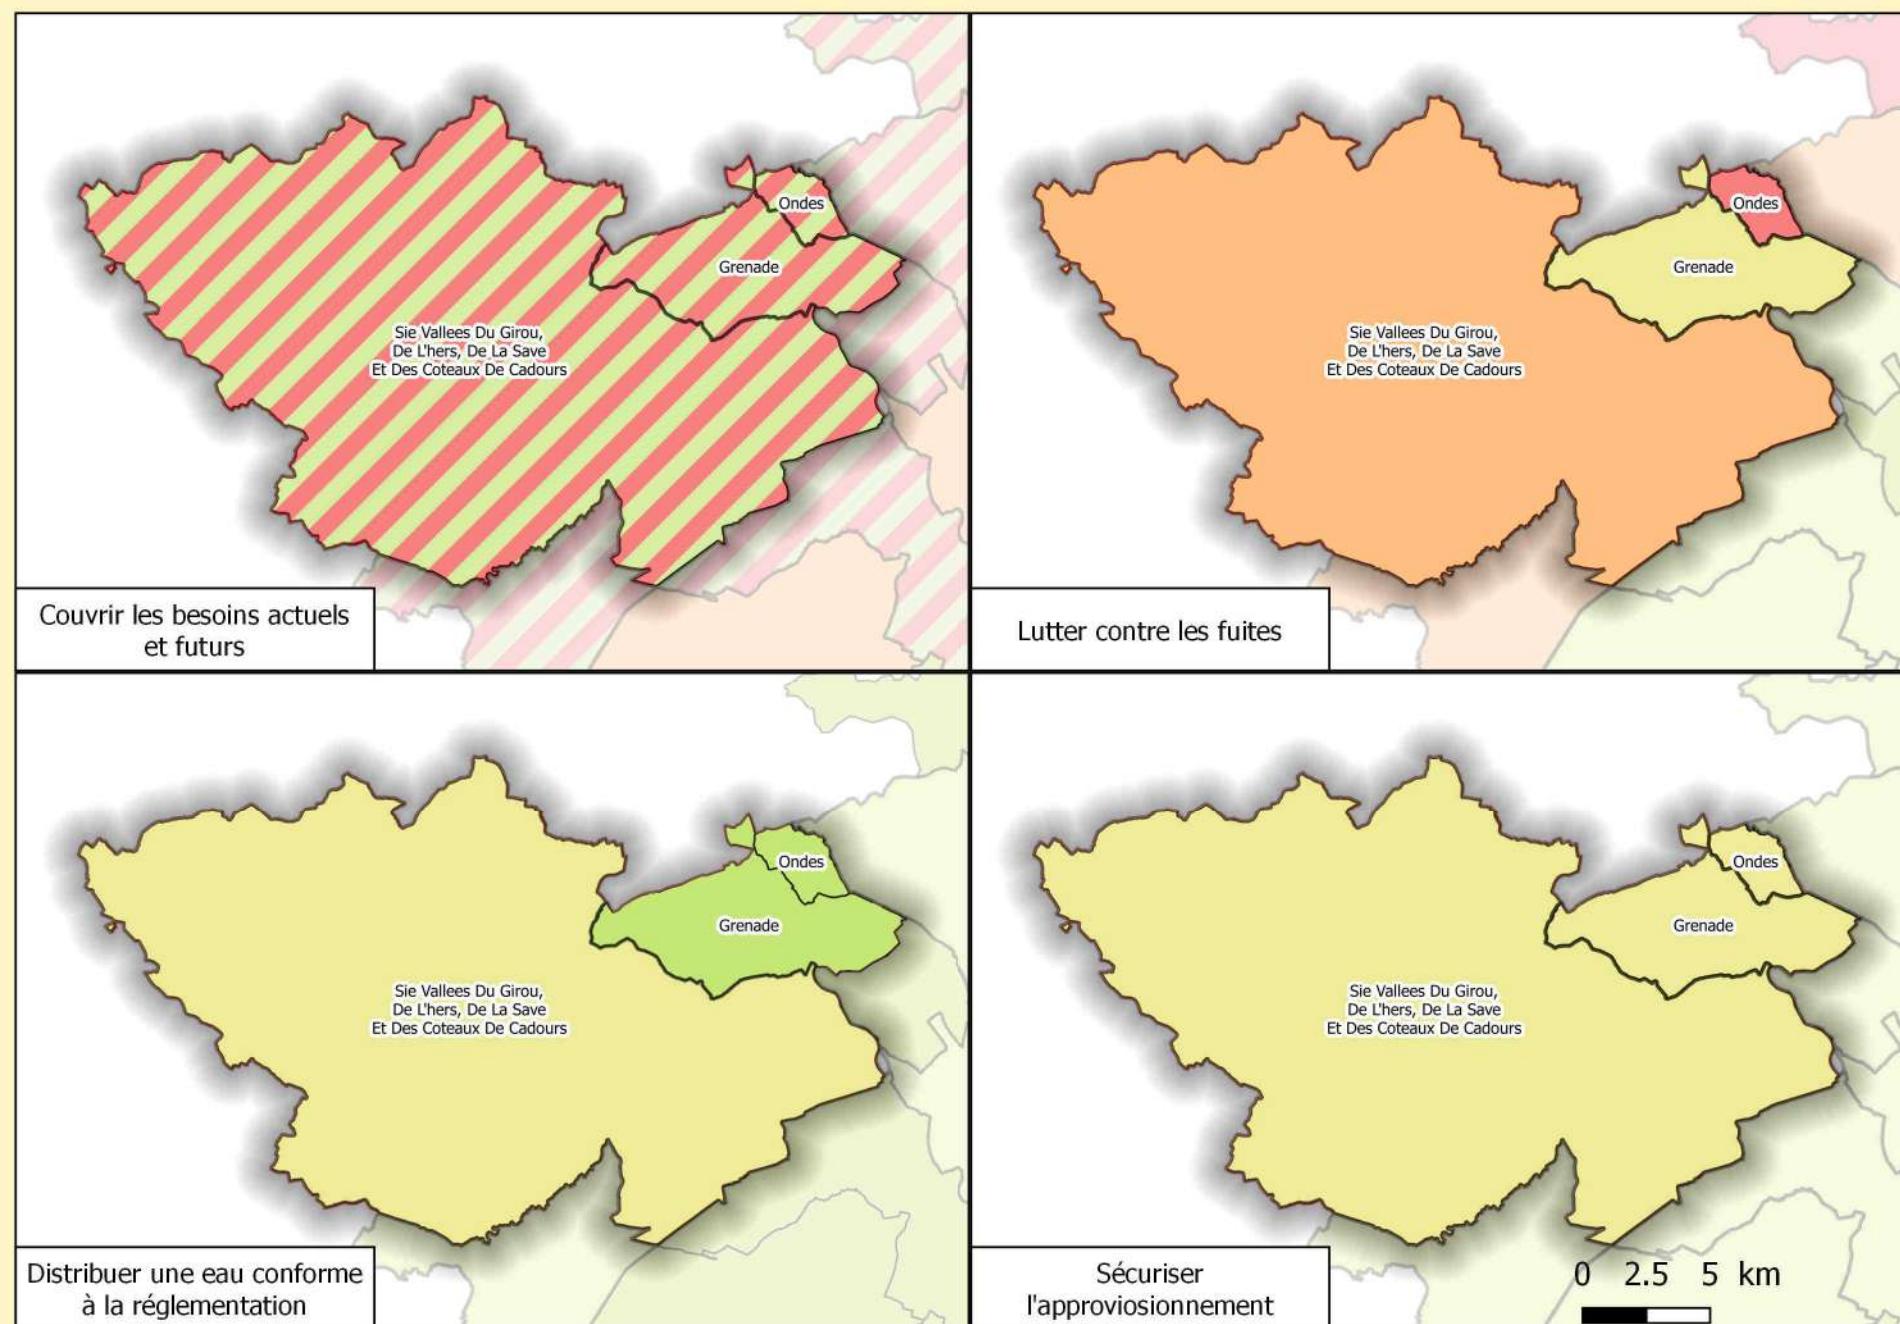 Ondes
Grenade
Sie Vallees Du Girou,
De L'hers, De La Save
Et Des Coteaux De Cadours
Couvrir les besoins actuels
et futurs
Ondes
Grenade
Sie Vallees Du Girou,
De L'hers, De La Save
Et Des Coteaux De Cadours
Lutter contre les fuites
Ondes
Grenade
Sie Vallees Du Girou,
De L'hers, De La Save
Et Des Coteaux De Cadours
Distribuer une eau conforme
à la réglementation
Ondes
Grenade
Sie Vallees Du Girou,
De L'hers, De La Save
Et Des Coteaux De Cadours
Sécuriser
l'approviosionnement
0 2.5 5 km